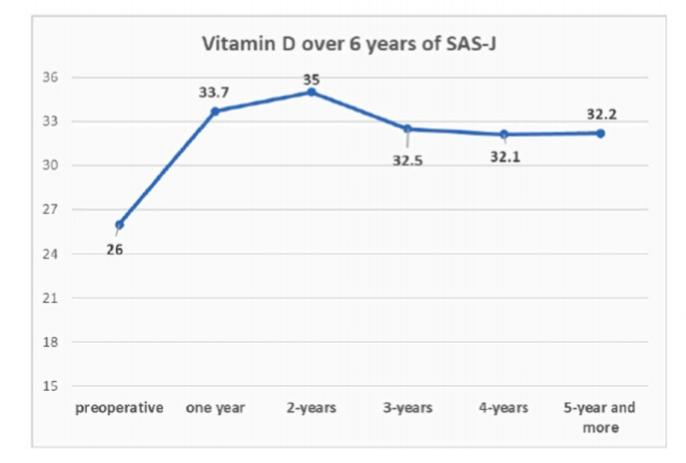 Vitamin D over 6 years of SAS-J
36
33
30
27
24
21
18
15
26
33.7
35
32.5
32.1
32.2
preoperative
one year
2-years
3-years
4-years
5-year and
more